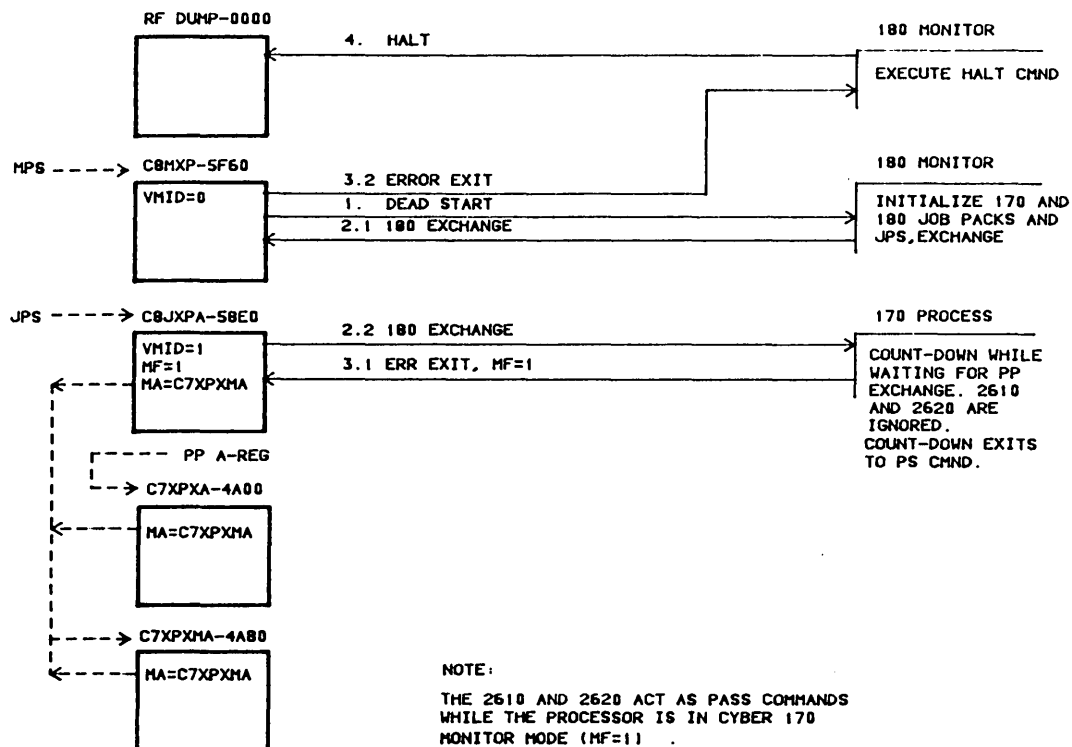 RF DUMP-0000
4. HALT
180 MONITOR
EXECUTE HALT CMND
MPS
C8MXP-5F60
VMID=0
3.2 ERROR EXIT
1. DEAD START
2.1 180 EXCHANGE
180 MONITOR
INITIALIZE 170 AND
180 JOB PACKS AND
JPS,EXCHANGE
JPS
C8JXPA-58E0
VMID=1
MF=1
MA=C7XPXMA
2.2 180 EXCHANGE
3.1 ERR EXIT, MF=1
170 PROCESS
COUNT-DOWN WHILE
WAITING FOR PP
EXCHANGE. 2610
AND 2620 ARE
IGNORED.
COUNT-DOWN EXITS
TO PS CMND.
PP A-REG
C7XPXA-4A00
MA=C7XPXMA
C7XPXMA-4A80
MA=C7XPXMA
NOTE:
THE 2610 AND 2620 ACT AS PASS COMMANDS
WHILE THE PROCESSOR IS IN CYBER 170
MONITOR MODE (MF=1) .